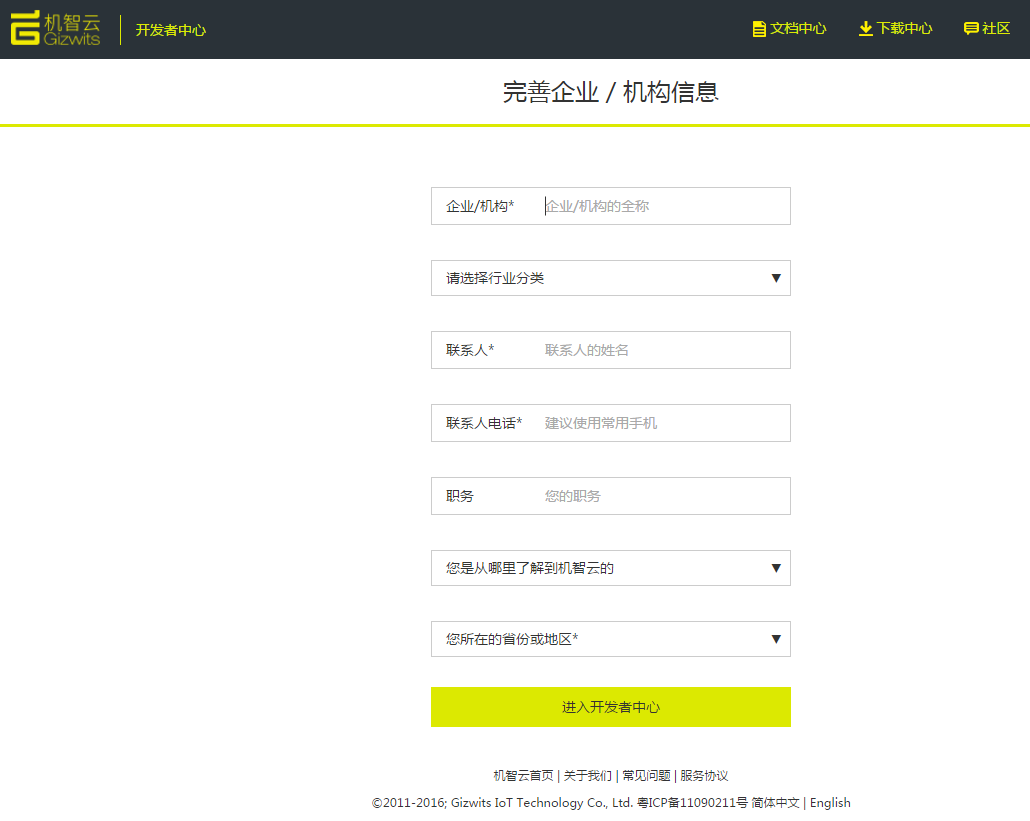 机智云 Gizwits 开发者中心 文档中心 下载中心 社区
完善企业 / 机构信息
企业/机构* 企业/机构的全称
请选择行业分类 ▼
联系人* 联系人的姓名
联系人电话* 建议使用常用手机
职务 您的职务
您是从哪里了解到机智云的 ▼
您所在的省份或地区* ▼
进入开发者中心
机智云首页 | 关于我们 | 常见问题 | 服务协议
©2011-2016; Gizwits IoT Technology Co., Ltd. 粤ICP备11090211号 简体中文 | English